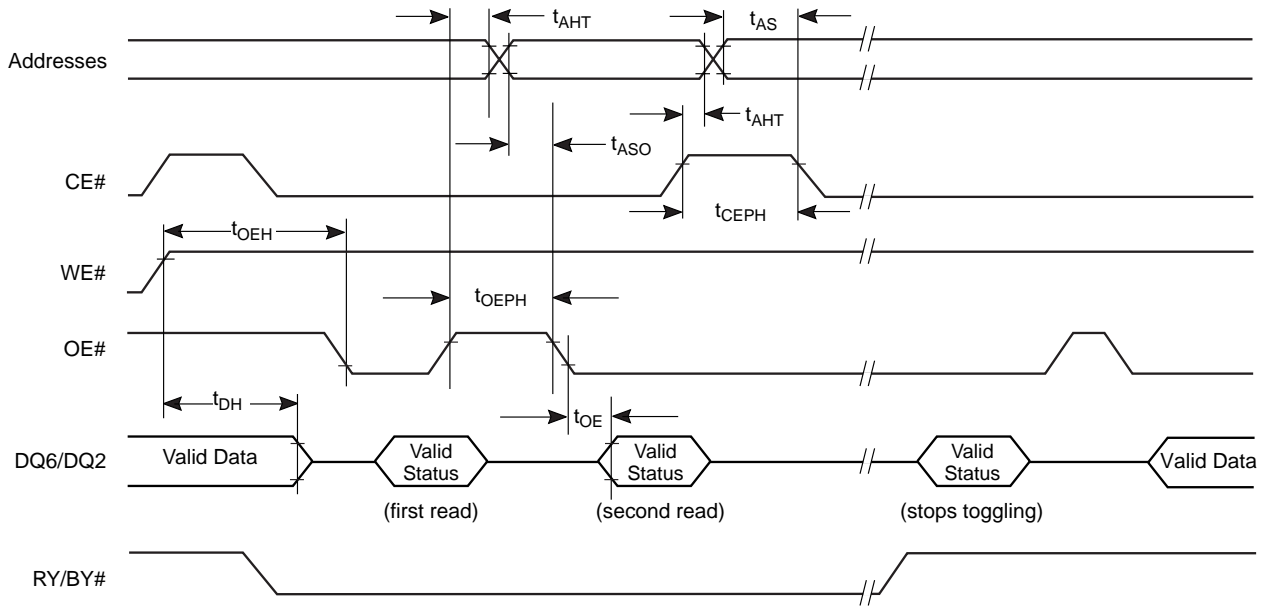 tAHT
tAS
Addresses
tAHT
tASO
CE#
tCEPH
tOEH
WE#
tOEPH
OE#
tDH
tOE
DQ6/DQ2
Valid Data
Valid
Status
Valid
Status
Valid
Status
Valid Data
(first read)
(second read)
(stops toggling)
RY/BY#